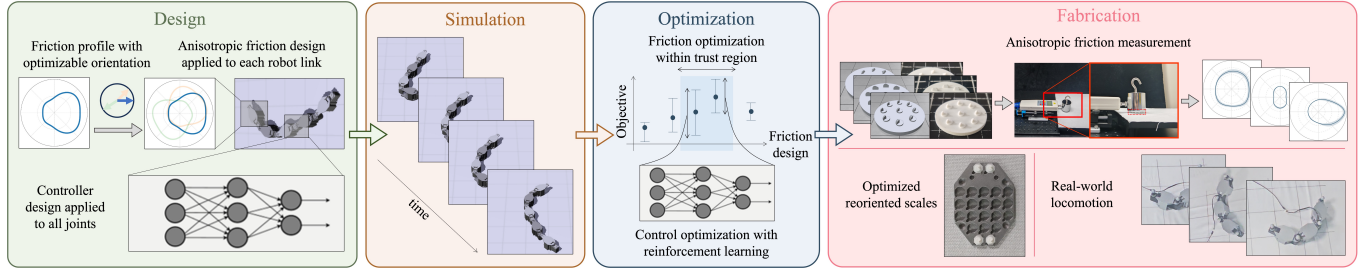 Design
Friction profile with
optimizable orientation
Anisotropic friction design
applied to each robot link
Controller
design applied
to all joints
Simulation
time
Optimization
Friction optimization
within trust region
Objective
Friction
design
Control optimization with
reinforcement learning
Fabrication
Anisotropic friction measurement
Optimized
reoriented scales
Real-world
locomotion